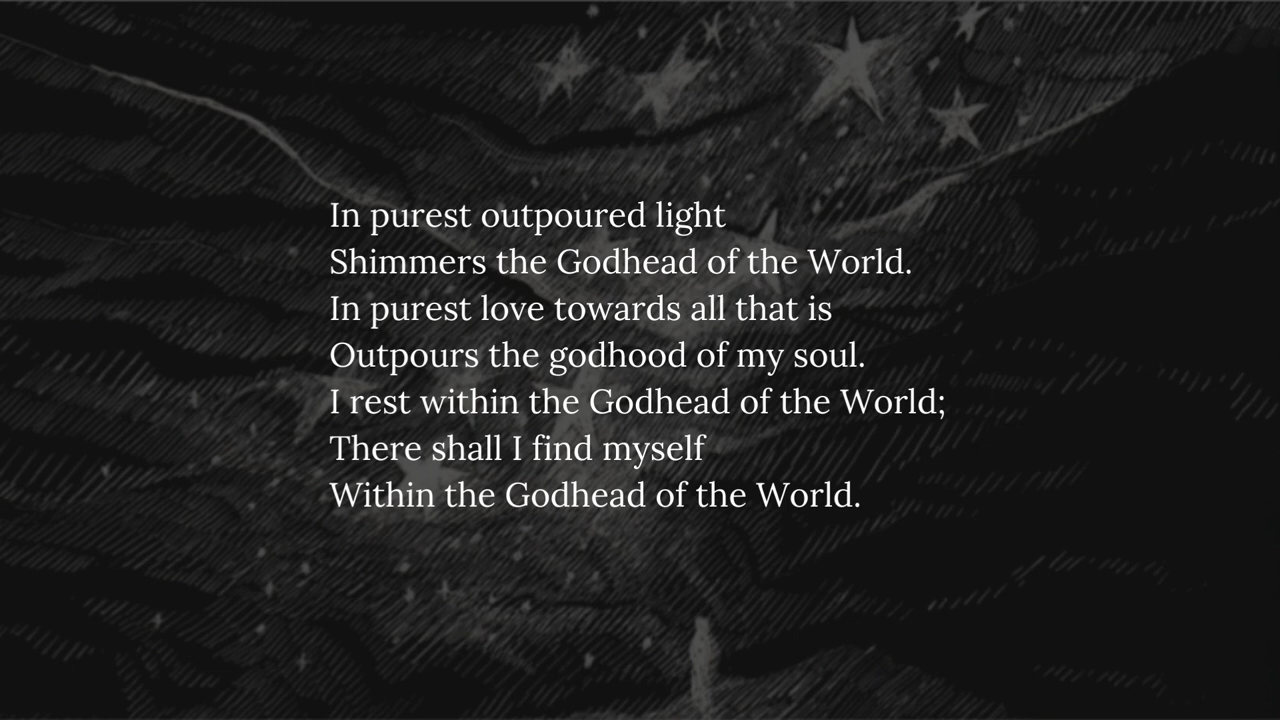 In purest outpoured light
Shimmers the Godhead of the World.
In purest love towards all that is
Outpours the godhood of my soul.
I rest within the Godhead of the World;
There shall I find myself
Within the Godhead of the World.